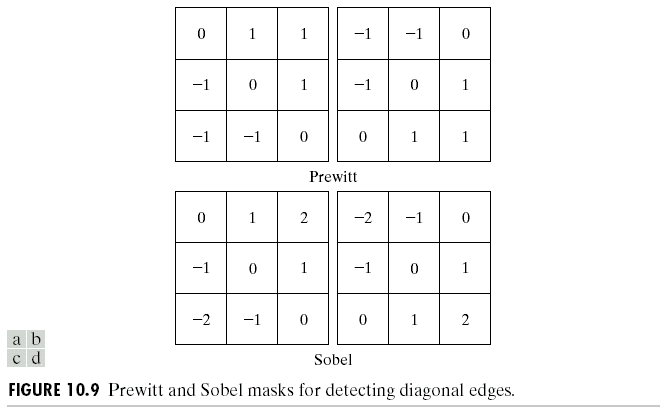 0 1 1 −1 −1 0
−1 0 1 −1 0 1
−1 −1 0 0 1 1
Prewitt
0 1 2 −2 −1 0
−1 0 1 −1 0 1
−2 −1 0 0 1 2
Sobel
a b
c d
FIGURE 10.9 Prewitt and Sobel masks for detecting diagonal edges.